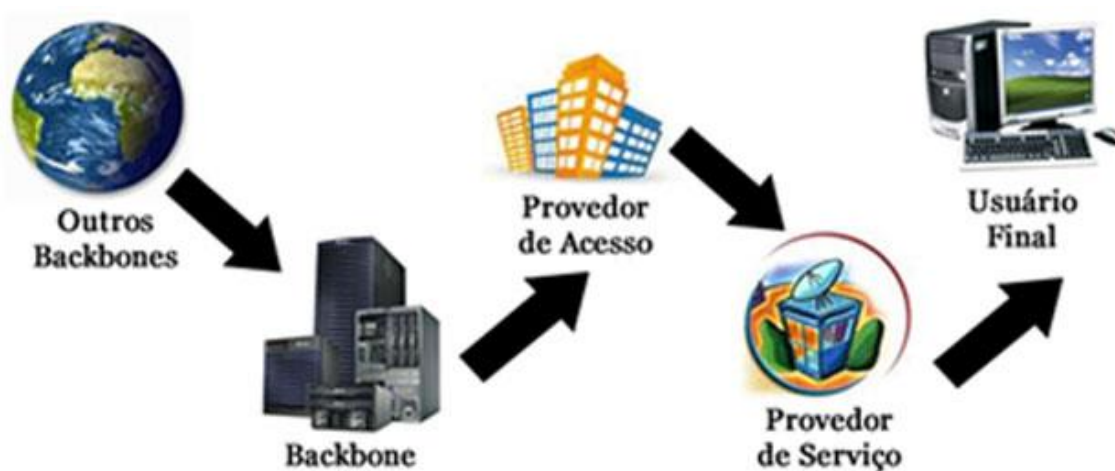 Outros
Backbones
Backbone
Provedor
de Acesso
Provedor
de Serviço
Usuário
Final